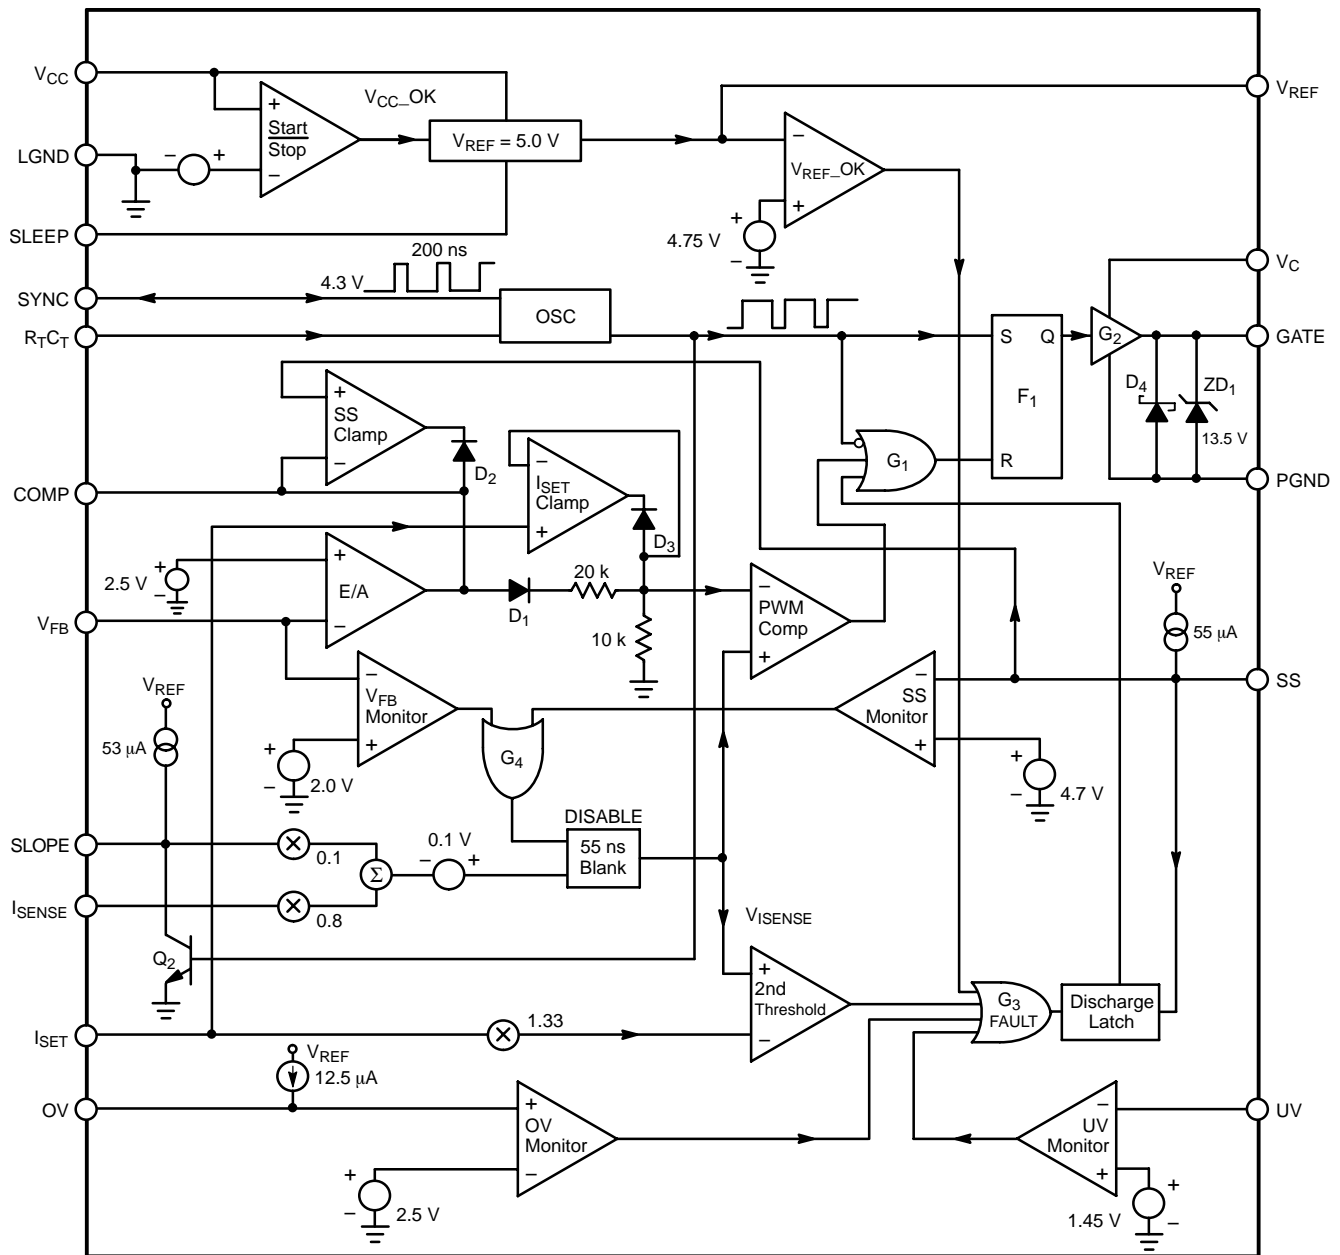 VCC
VCC_OK
VREF
+
Start
Stop
−
VREF = 5.0 V
−
VREF_OK
+
LGND
− +
SLEEP
+
4.75 V
−
200 ns
4.3 V
VC
SYNC
OSC
RTCT
S Q
F1
R
G2
GATE
D4
ZD1
13.5 V
+
SS
Clamp
−
D2
−
ISET
Clamp
+
D3
G1
COMP
PGND
+
2.5 V
−
+
E/A
−
D1
20 k
10 k
−
PWM
Comp
+
VREF
55 µA
VFB
−
VFB
Monitor
+
−
SS
Monitor
+
SS
VREF
53 µA
+
−
2.0 V
G4
+
−
4.7 V
DISABLE
55 ns
Blank
SLOPE
0.1
Σ
0.1 V
− +
ISENSE
0.8
VISENSE
Q2
+
2nd
Threshold
−
G3
FAULT
Discharge
Latch
ISET
1.33
VREF
12.5 µA
OV
+
OV
Monitor
−
−
UV
Monitor
+
UV
+
−
2.5 V
+
−
1.45 V